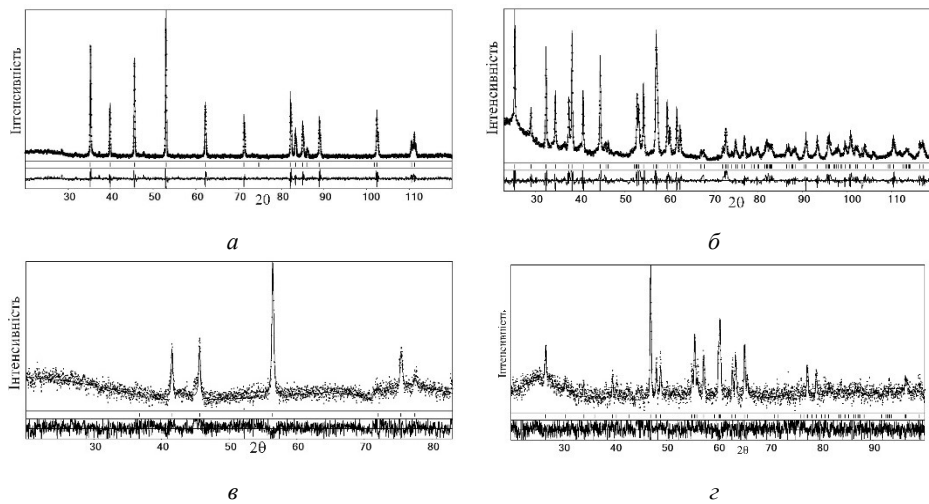 Інтенсивність
30 40 50 60 70 2θ 80 90 100 110
а
Інтенсивність
30 40 50 60 70 2θ 80 90 100 110
б
Інтенсивність
30 40 50 2θ 60 70 80
в
Інтенсивність
30 40 50 60 70 2θ 80 90
г